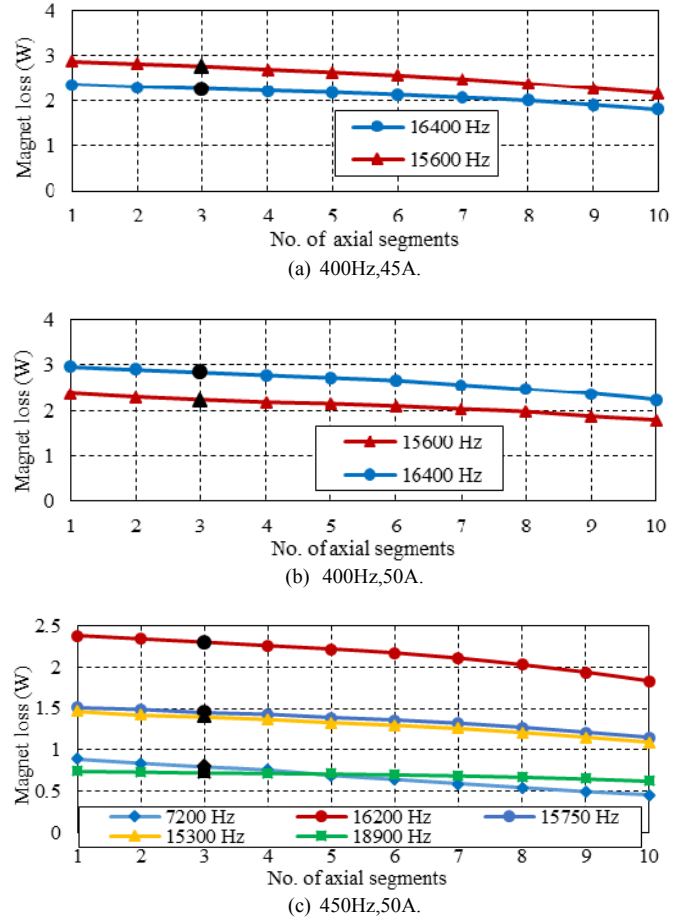 4
3
2
1
0
Magnet loss (W)
16400 Hz
15600 Hz
1 2 3 4 5 6 7 8 9 10
No. of axial segments
(a) 400Hz,45A.
4
3
2
1
0
Magnet loss (W)
15600 Hz
16400 Hz
1 2 3 4 5 6 7 8 9 10
No. of axial segments
(b) 400Hz,50A.
2.5
2
1.5
1
0.5
0
Magnet loss (W)
7200 Hz 16200 Hz 15750 Hz
15300 Hz 18900 Hz
1 2 3 4 5 6 7 8 9 10
No. of axial segments
(c) 450Hz,50A.